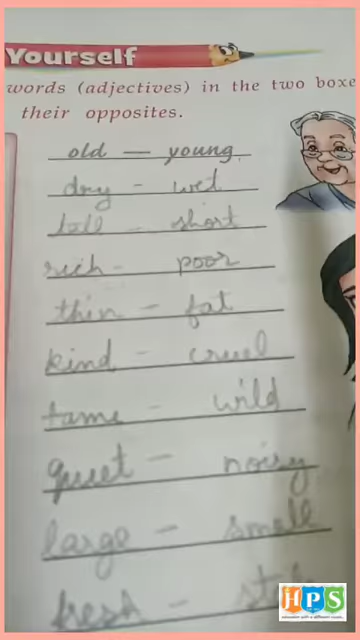 Yourself
words (adjectives) in the two boxe
their opposites.
old — young.
dry - wet
tall - short
rich - poor
thin - fat
kind - cruel
tame - wild
quiet - noisy
large - small
fresh -
HPS